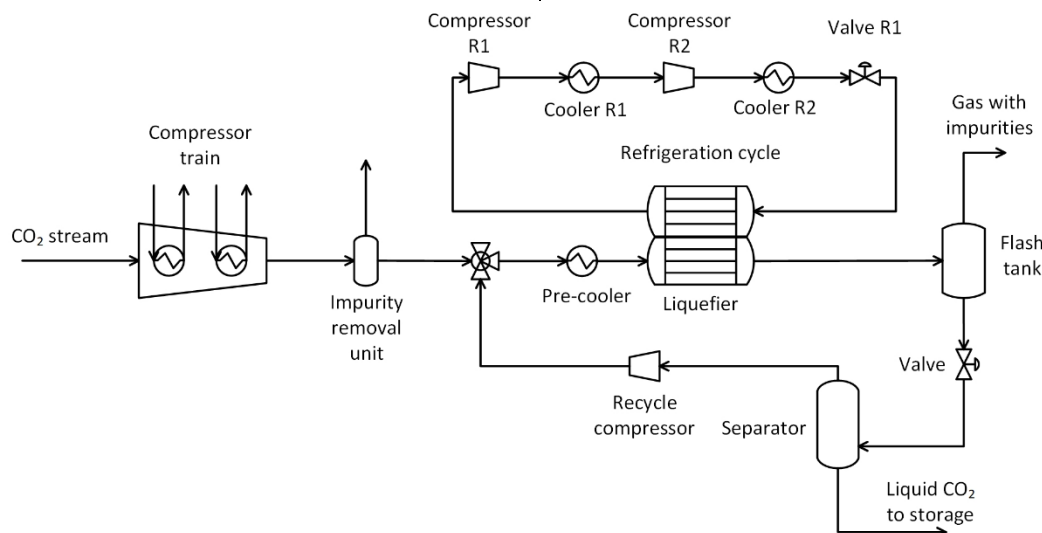 Compressor
R1
Compressor
R2
Valve R1
Cooler R1
Cooler R2
Gas with
impurities
Compressor
train
Refrigeration cycle
CO₂ stream
Flash
tank
Impurity
removal
unit
Pre-cooler
Liquefier
Valve
Recycle
compressor
Separator
Liquid CO₂
to storage